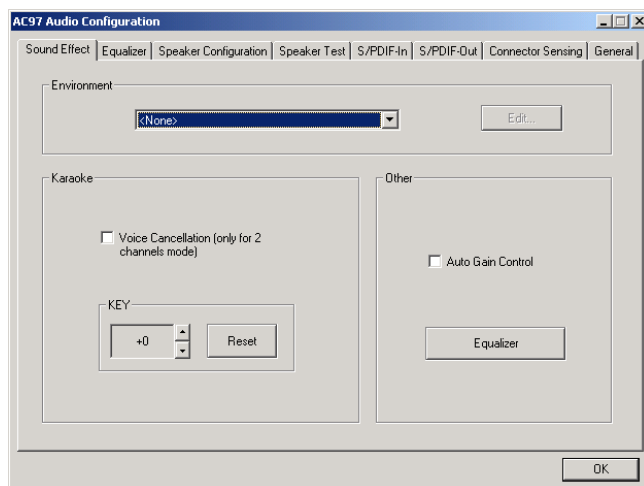 AC97 Audio Configuration
Sound Effect Equalizer Speaker Configuration Speaker Test S/PDIF-In S/PDIF-Out Connector Sensing General
Environment
<None>
Edit...
Karaoke
Voice Cancellation (only for 2
channels mode)
KEY
+0
Reset
Other
Auto Gain Control
Equalizer
OK